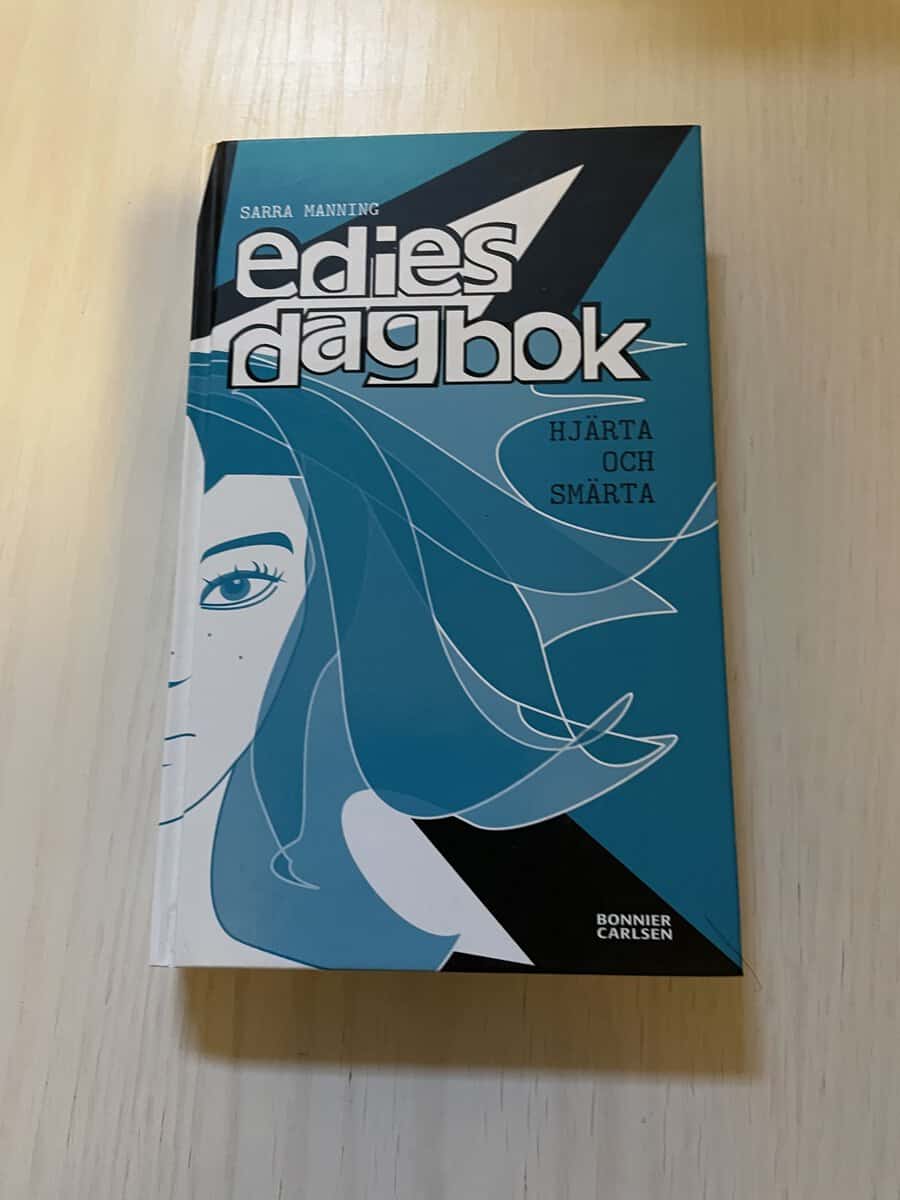 SARRA MANNING
edies
dagbok
HJÄRTA
OCH
SMÄRTA
BONNIER
CARLSEN